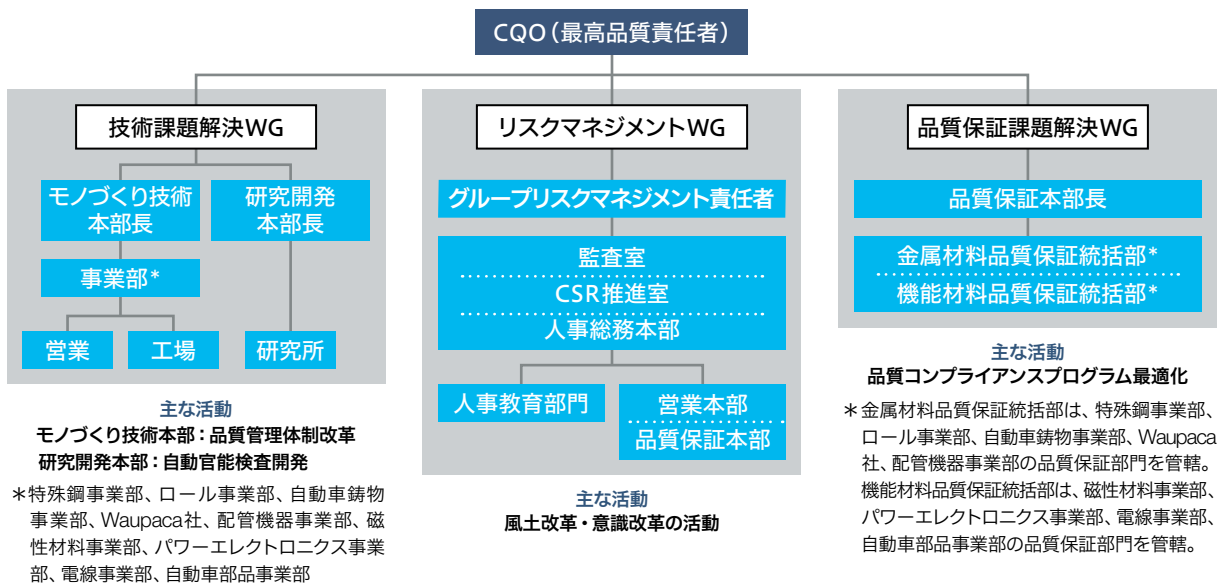 CQO（最高品質責任者）
技術課題解決WG
モノづくり技術
本部長
研究開発
本部長
事業部*
営業
工場
研究所
主な活動
モノづくり技術本部：品質管理体制改革
研究開発本部：自動官能検査開発
＊特殊鋼事業部、ロール事業部、自動車鋳物
事業部、Waupaca社、配管機器事業部、磁
性材料事業部、パワーエレクトロニクス事業
部、電線事業部、自動車部品事業部
リスクマネジメントWG
グループリスクマネジメント責任者
監査室
CSR推進室
人事総務本部
人事教育部門
営業本部
品質保証本部
主な活動
風土改革・意識改革の活動
品質保証課題解決WG
品質保証本部長
金属材料品質保証統括部*
機能材料品質保証統括部*
主な活動
品質コンプライアンスプログラム最適化
＊金属材料品質保証統括部は、特殊鋼事業部、
ロール事業部、自動車鋳物事業部、Waupaca
社、配管機器事業部の品質保証部門を管轄。
機能材料品質保証統括部は、磁性材料事業部、
パワーエレクトロニクス事業部、電線事業部、
自動車部品事業部の品質保証部門を管轄。